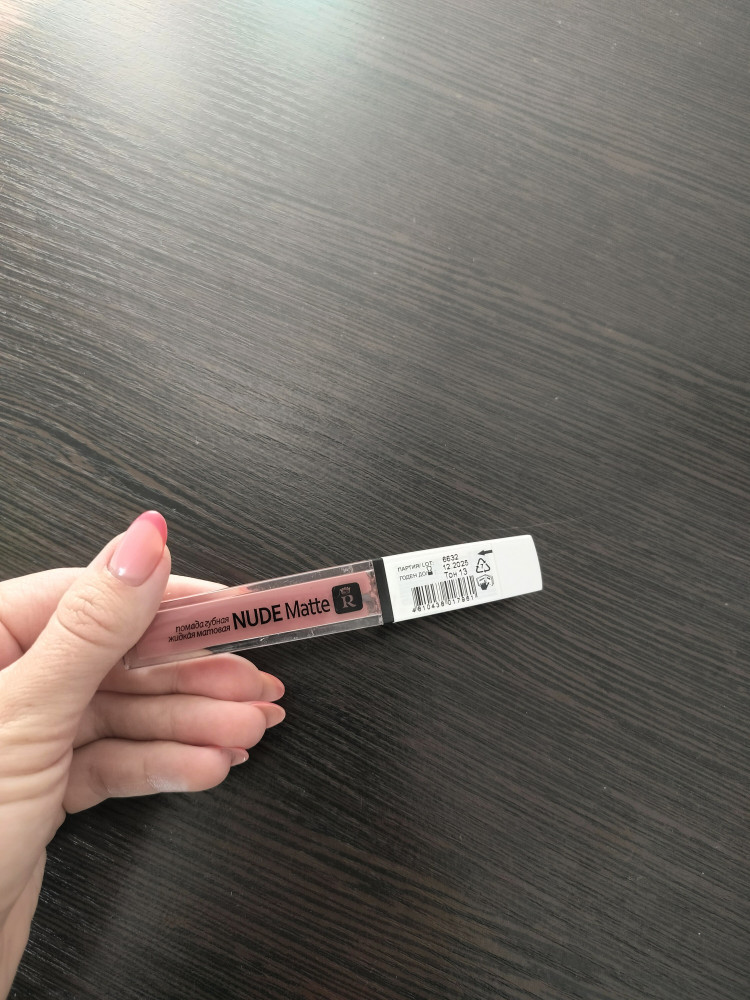 помада губная
жидкая матовая
NUDE Matte
R
ПАРТИЯ/LOT 6632
ГОДЕН ДО 12.2025
Тон 13